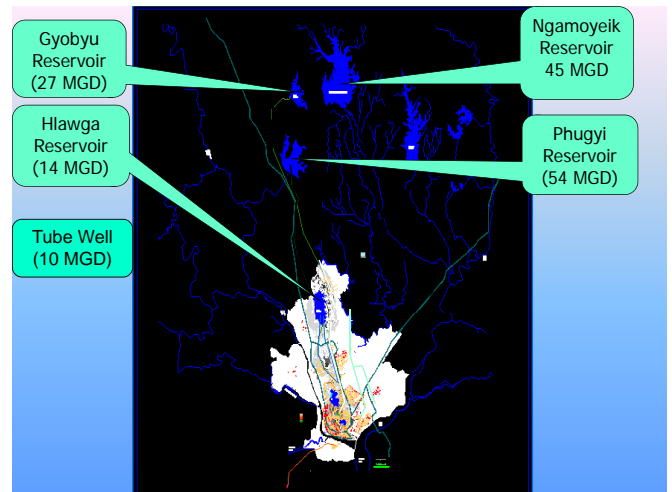 Gyobyu
Reservoir
(27 MGD)
Ngamoyeik
Reservoir
45 MGD
Hlawga
Reservoir
(14 MGD)
Phugyi
Reservoir
(54 MGD)
Tube Well
(10 MGD)